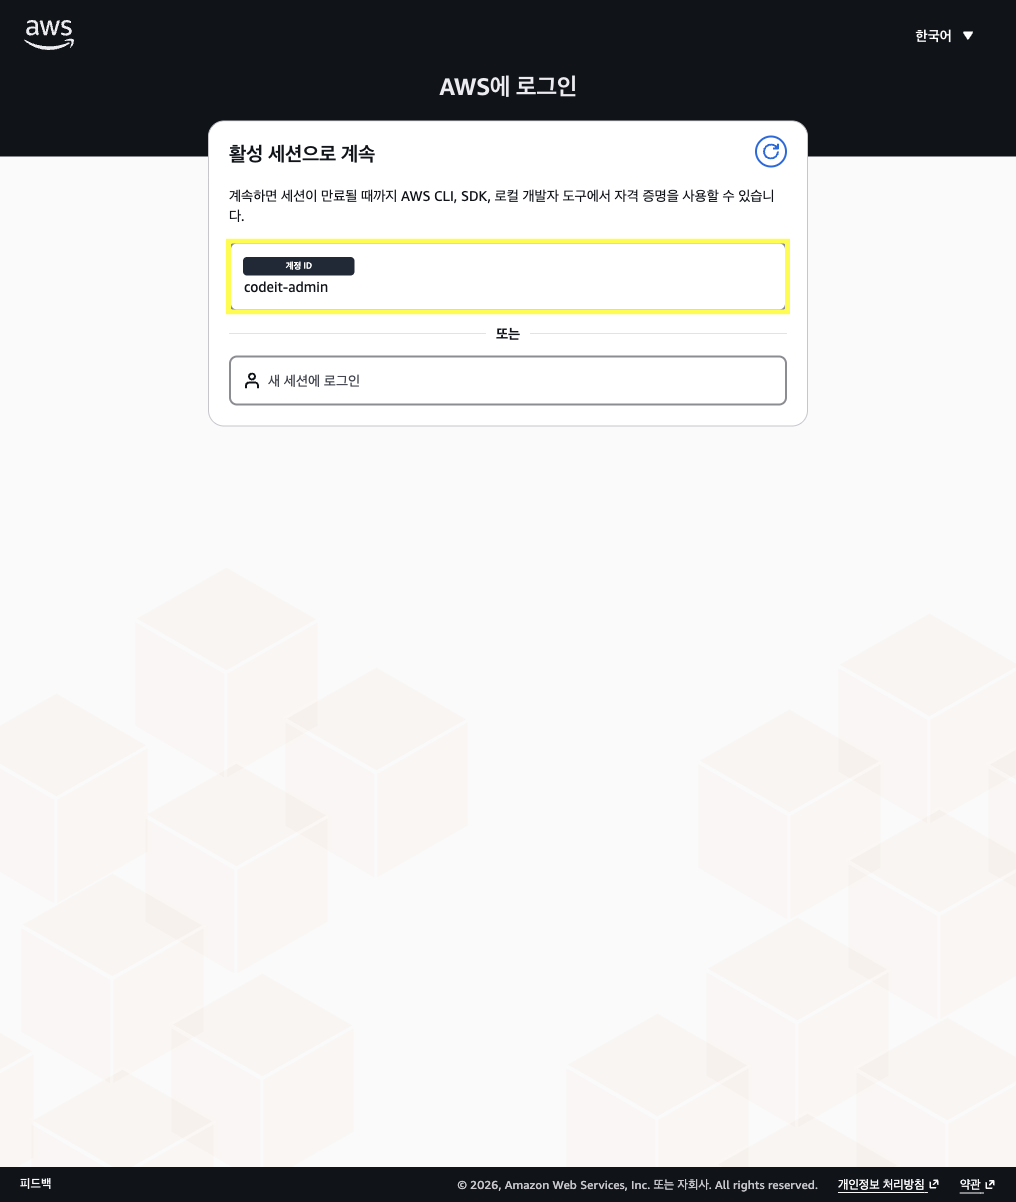 aws
한국어 ▼
AWS에 로그인
활성 세션으로 계속
계속하면 세션이 만료될 때까지 AWS CLI, SDK, 로컬 개발자 도구에서 자격 증명을 사용할 수 있습니
다.
계정 ID
codeit-admin
또는
새 세션에 로그인
피드백
© 2026, Amazon Web Services, Inc. 또는 자회사. All rights reserved.
개인정보 처리방침
약관